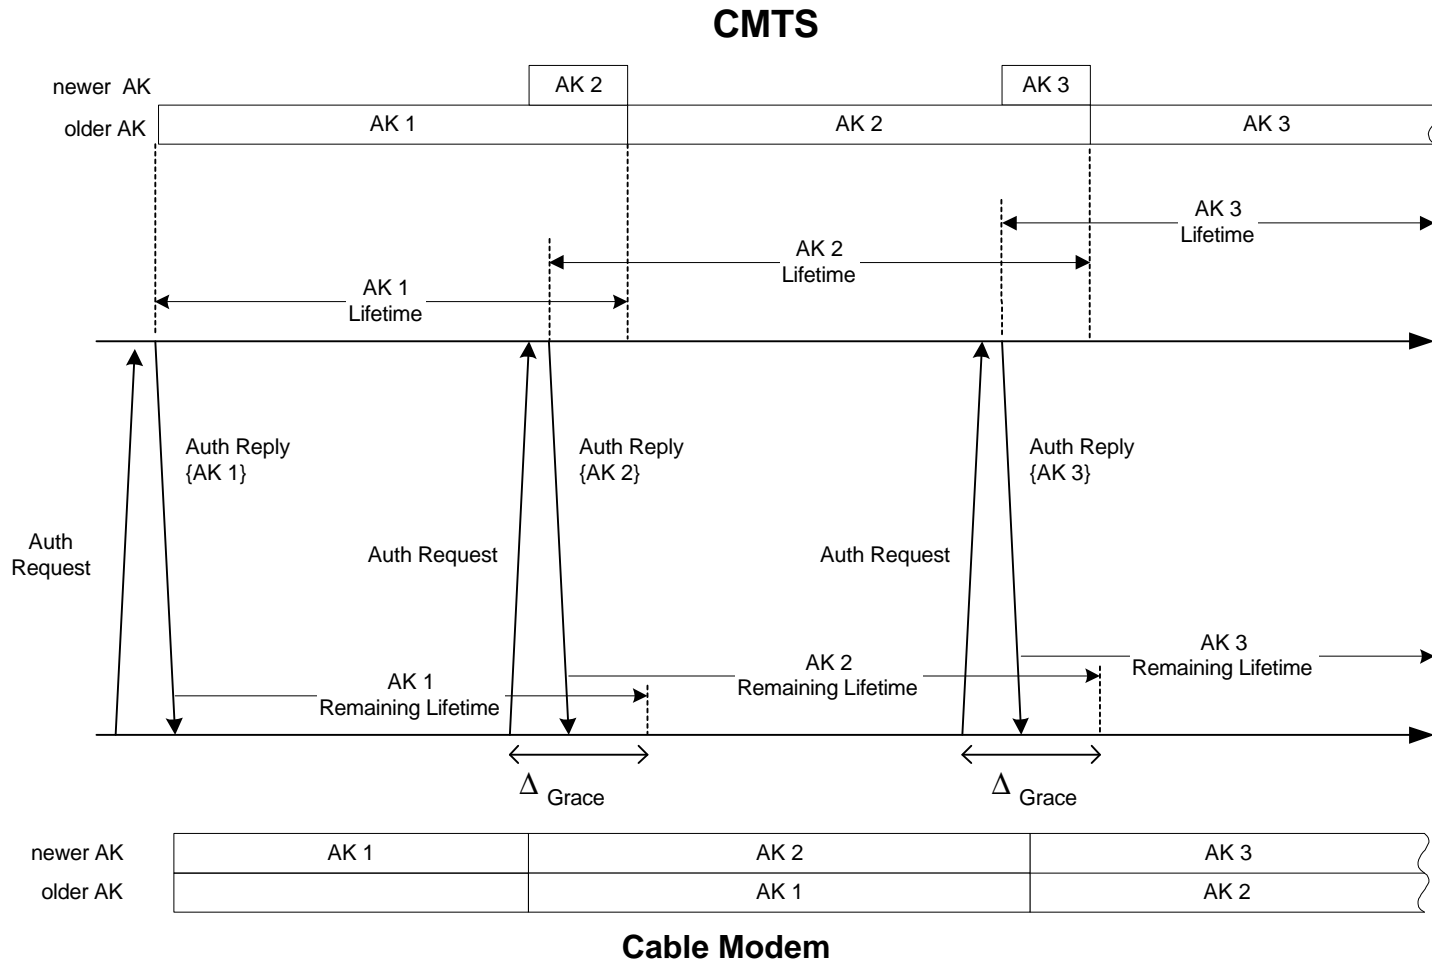 CMTS
newer AK
AK 2
AK 3
older AK
AK 1
AK 2
AK 3
AK 3
Lifetime
AK 2
Lifetime
AK 1
Lifetime
Auth Reply
{AK 1}
Auth Reply
{AK 2}
Auth Reply
{AK 3}
Auth
Request
Auth Request
Auth Request
AK 3
Remaining Lifetime
AK 2
Remaining Lifetime
AK 1
Remaining Lifetime
Δ Grace
Δ Grace
newer AK
AK 1
AK 2
AK 3
older AK
AK 1
AK 2
Cable Modem